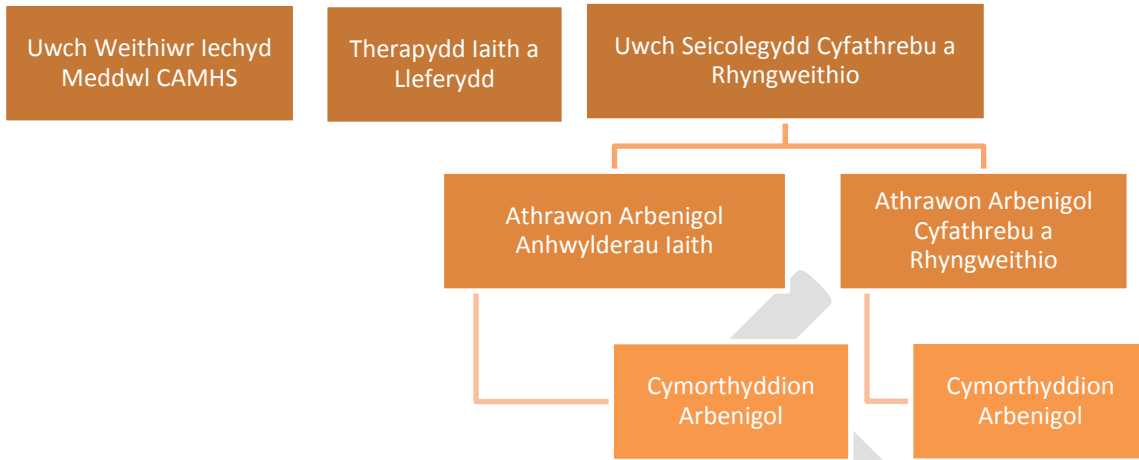 Uwch Weithiwr Iechyd
Meddwl CAMHS
Therapydd Iaith a
Lleferydd
Uwch Seicolegydd Cyfathrebu a
Rhyngweithio
Athrawon Arbenigol
Anhwylderau Iaith
Athrawon Arbenigol
Cyfathrebu a
Rhyngweithio
Cymorthyddion
Arbenigol
Cymorthyddion
Arbenigol